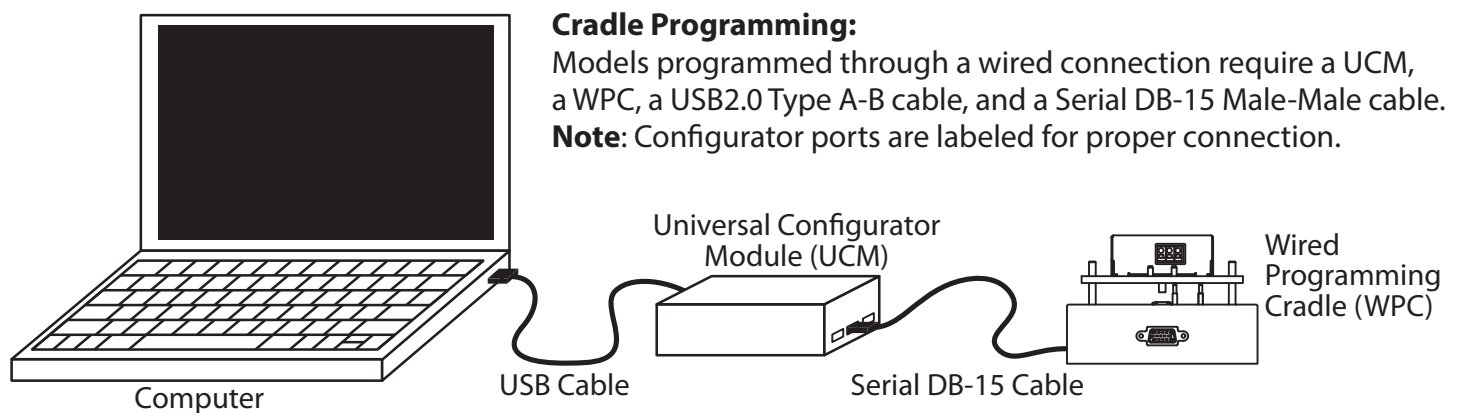 Cradle Programming:
Models programmed through a wired connection require a UCM,
a WPC, a USB2.0 Type A-B cable, and a Serial DB-15 Male-Male cable.
Note: Configurator ports are labeled for proper connection.
Universal Configurator
Module (UCM)
Wired
Programming
Cradle (WPC)
USB Cable
Serial DB-15 Cable
Computer